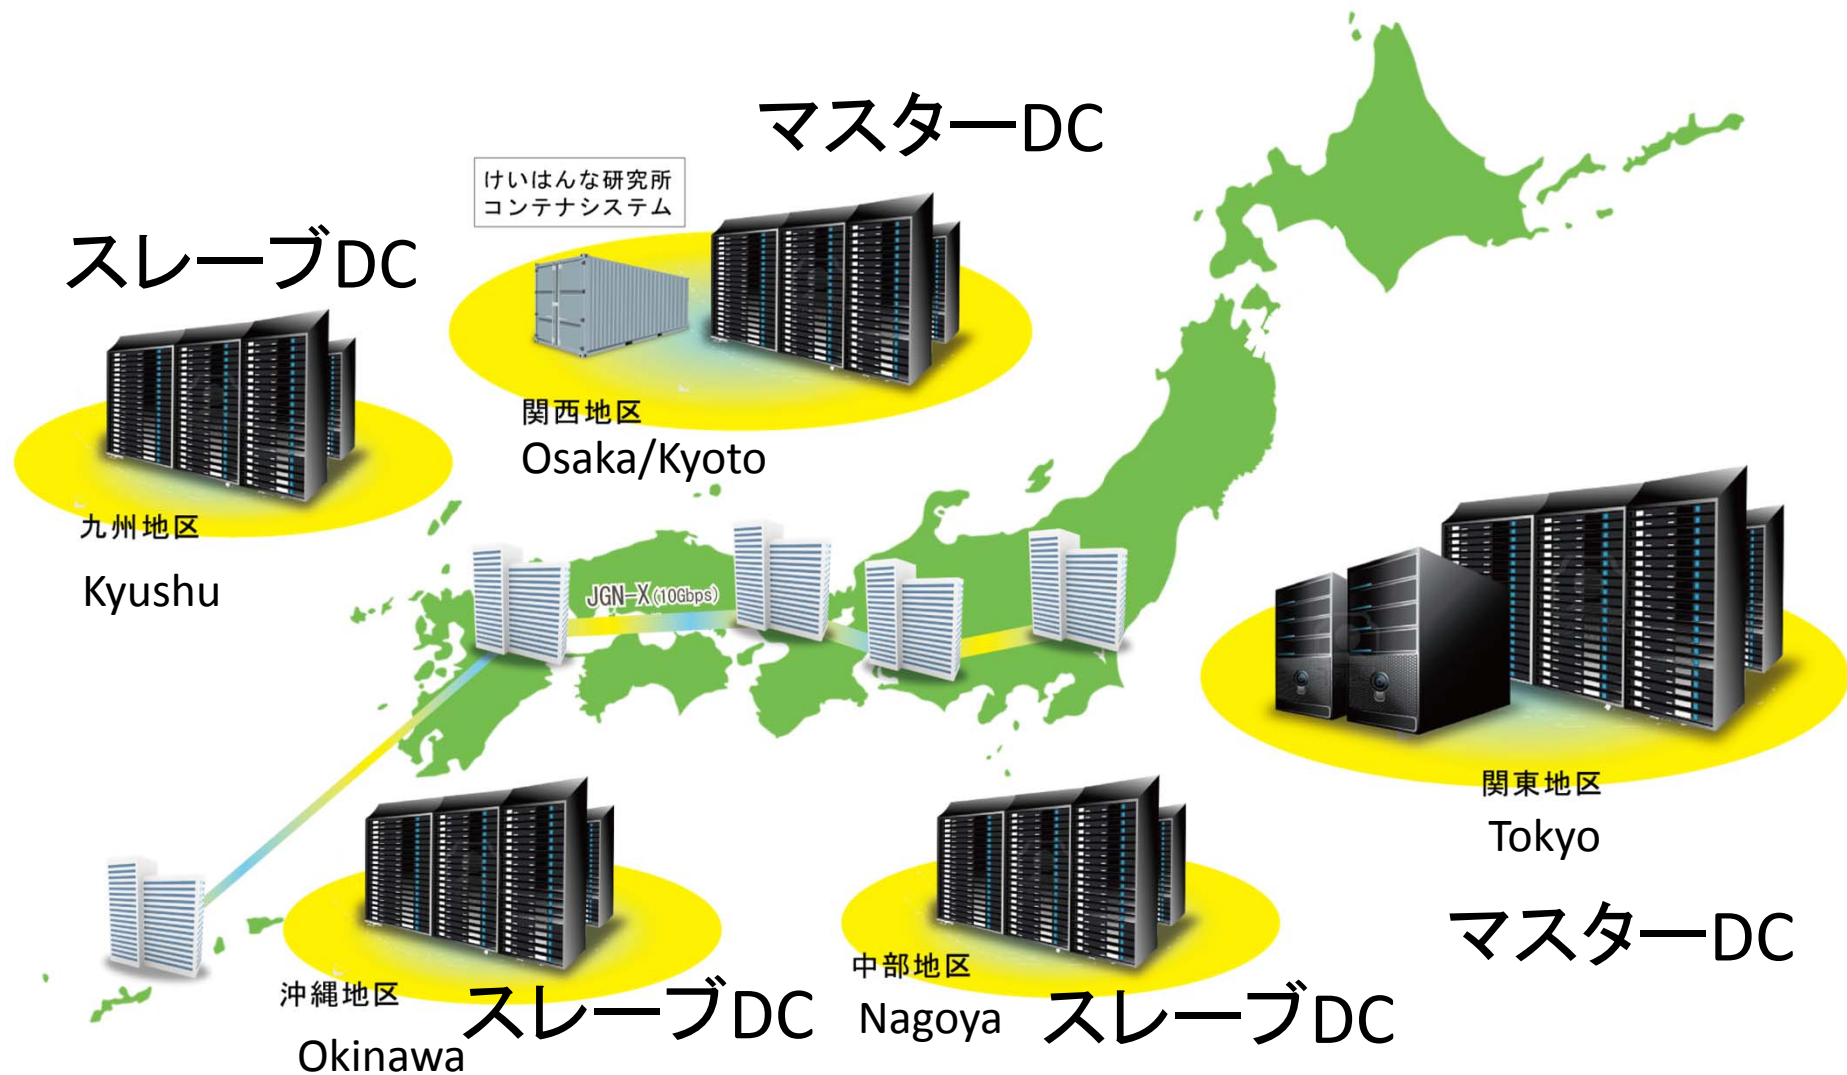 マスターDC
けいはんな研究所
コンテナシステム
スレーブDC
関西地区
Osaka/Kyoto
九州地区
Kyushu
JGN-X(10Gbps)
関東地区
Tokyo
マスターDC
沖縄地区
Okinawa
スレーブDC
中部地区
Nagoya
スレーブDC